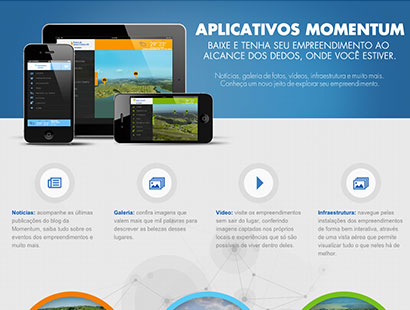 APLICATIVOS MOMENTUM
BAIXE E TENHA SEU EMPREENDIMENTO AO
ALCANCE DOS DEDOS, ONDE VOCÊ ESTIVER.
Notícias, galeria de fotos, vídeos, infraestrutura e muito mais.
Conheça um novo jeito de explorar seu empreendimento.
Notícias: acompanhe as últimas
publicações do blog da
Momentum, saiba tudo sobre os
eventos dos empreendimentos e
muito mais.
Galeria: confira imagens que
valem mais que mil palavras para
descrever as belezas desses
lugares.
Vídeo: visite os empreendimentos
sem sair do lugar, conferindo
imagens captadas nos próprios
locais e experiências que só são
possíveis de viver dentro deles.
Infraestrutura: navegue pelas
instalações dos empreendimentos
de forma bem interativa, através
de uma visão aérea que permite
visualizar tudo o que neles há de
melhor.